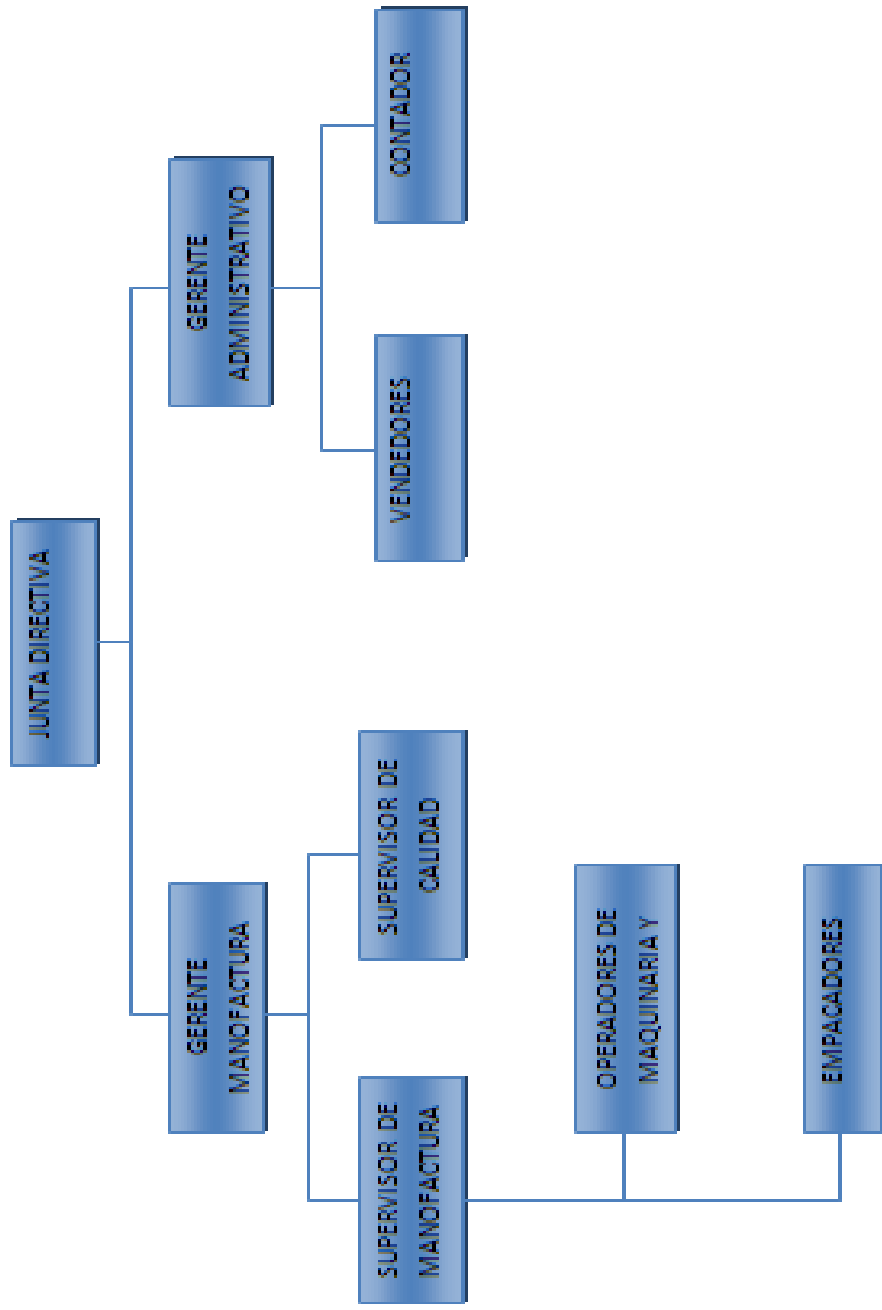 JUNTA DIRECTIVA
GERENTE
MANOFACTURA
GERENTE
ADMINISTRATIVO
SUPERVISOR DE
MANOFACTURA
SUPERVISOR DE
CALIDAD
VENDEDORES
CONTADOR
OPERADORES DE
MAQUINARIA Y
EMPACADORES